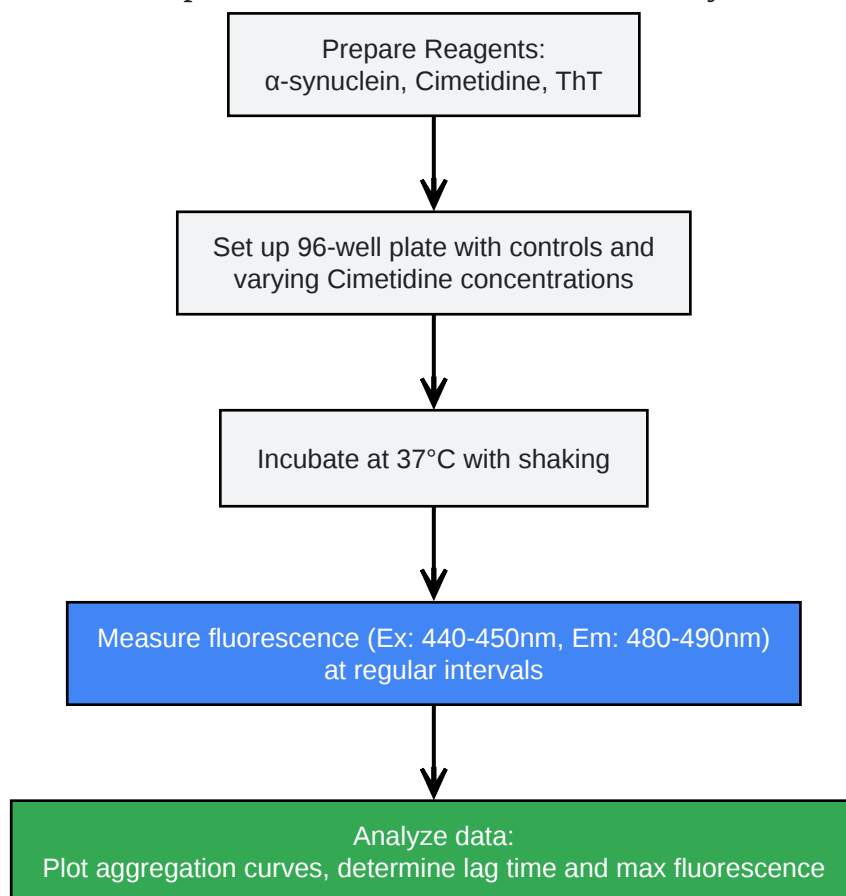 Prepare Reagents:
α-synuclein, Cimetidine, ThT
Set up 96-well plate with controls and
varying Cimetidine concentrations
Incubate at 37°C with shaking
Measure fluorescence (Ex: 440-450nm, Em: 480-490nm)
at regular intervals
Analyze data:
Plot aggregation curves, determine lag time and max fluorescence